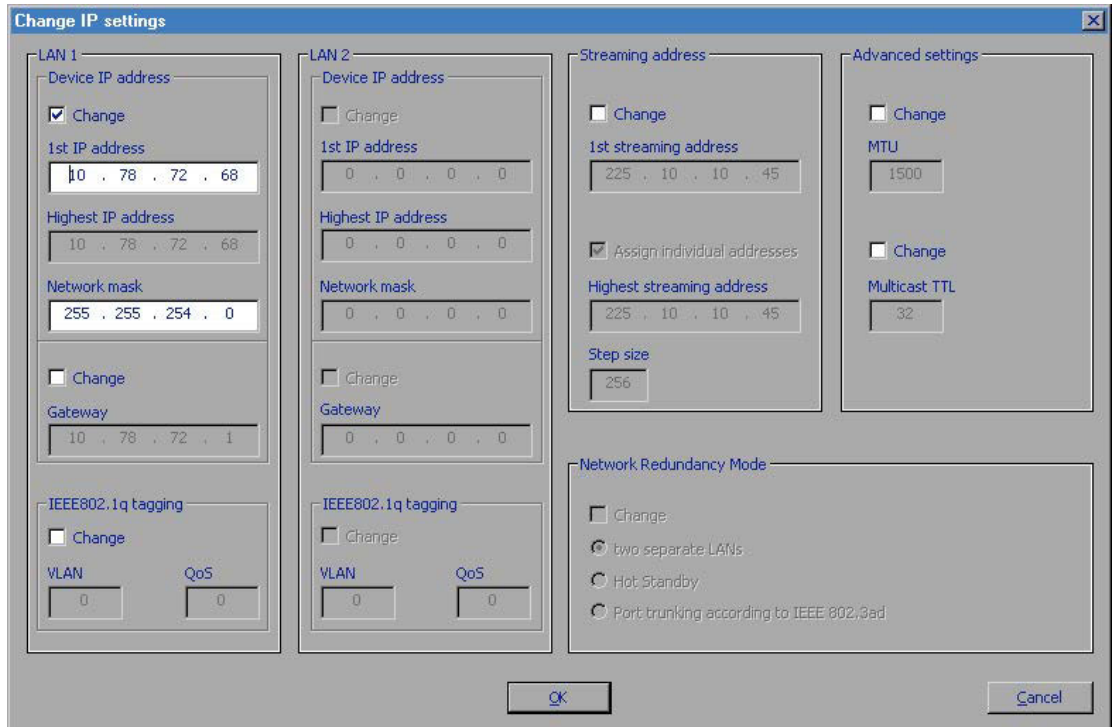 Change IP settings
LAN 1
Device IP address
Change
1st IP address
10 . 78 . 72 . 68
Highest IP address
10 . 78 . 72 . 68
Network mask
255 . 255 . 254 . 0
Change
Gateway
10 . 78 . 72 . 1
IEEE802.1q tagging
Change
VLAN QoS
0 0
LAN 2
Device IP address
Change
1st IP address
0 . 0 . 0 . 0
Highest IP address
0 . 0 . 0 . 0
Network mask
0 . 0 . 0 . 0
Change
Gateway
0 . 0 . 0 . 0
IEEE802.1q tagging
Change
VLAN QoS
0 0
Streaming address
Change
1st streaming address
225 . 10 . 10 . 45
Assign individual addresses
Highest streaming address
225 . 10 . 10 . 45
Step size
256
Advanced settings
Change
MTU
1500
Change
Multicast TTL
32
Network Redundancy Mode
Change
two separate LANs
Hot Standby
Port trunking according to IEEE 802.3ad
OK
Cancel